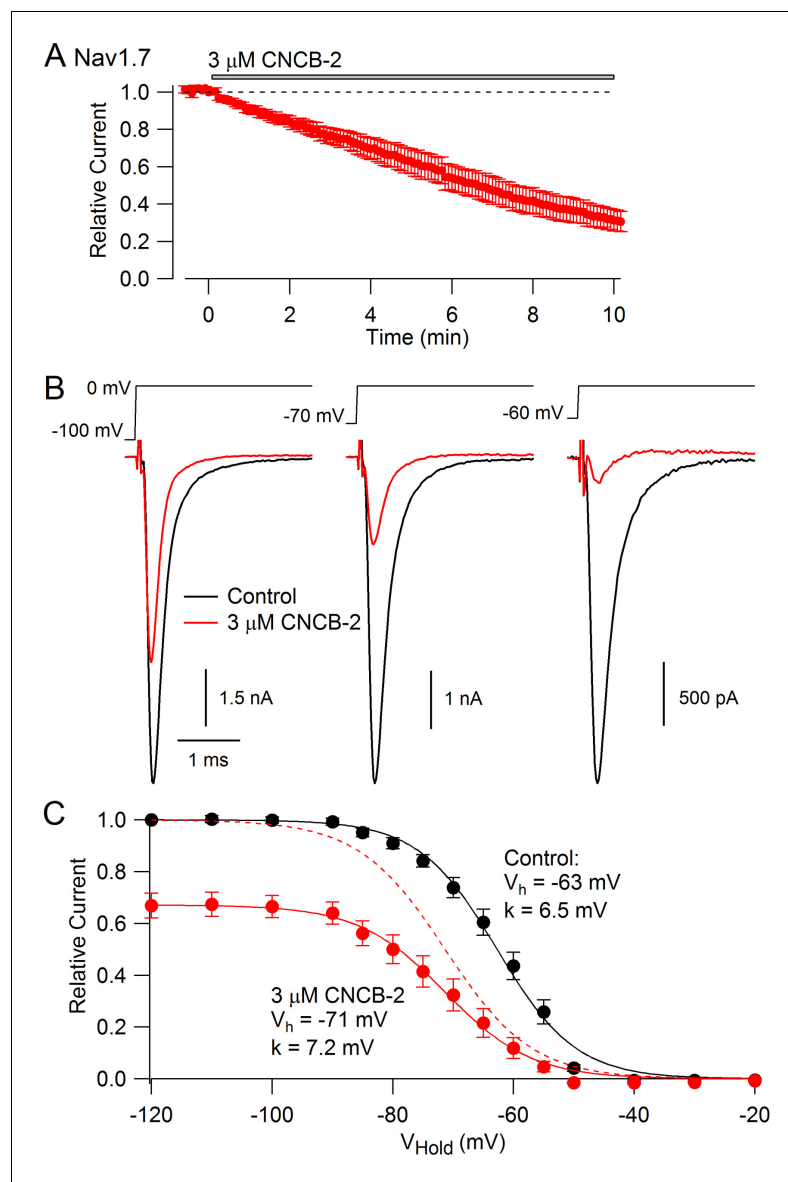 A Nav1.7
3 μM CNCB-2
1.0
0.8
0.6
0.4
0.2
0.0
Relative Current
0 2 4 6 8 10
Time (min)
B
0 mV
-100 mV
-70 mV
-60 mV
Control
3 μM CNCB-2
1.5 nA
1 nA
500 pA
1 ms
C
1.0
0.8
0.6
0.4
0.2
0.0
Relative Current
Control:
Vh = -63 mV
k = 6.5 mV
3 μM CNCB-2
Vh = -71 mV
k = 7.2 mV
-120 -100 -80 -60 -40 -20
VHold (mV)